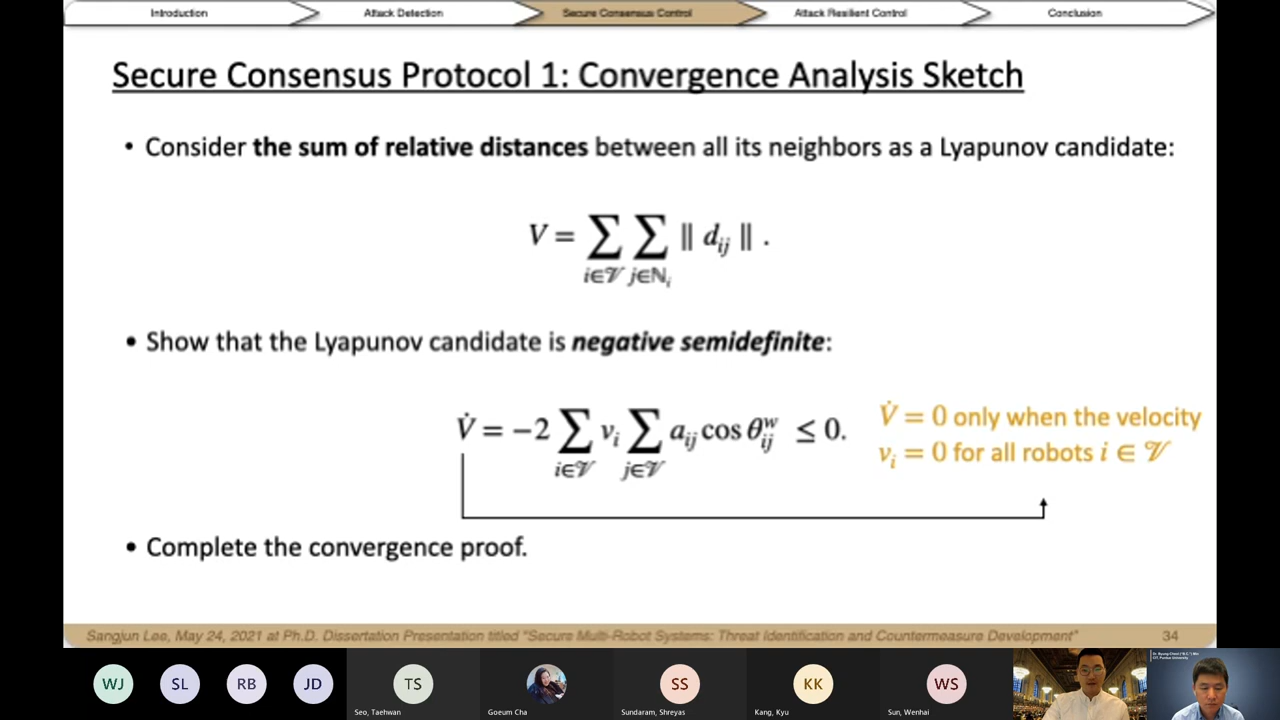 Introduction
Attack Detection
Secure Consensus Control
Attack Resilient Control
Conclusion
Secure Consensus Protocol 1: Convergence Analysis Sketch
• Consider the sum of relative distances between all its neighbors as a Lyapunov candidate:
V = ∑ ∑ ∥ d_ij ∥ .
i∈𝒱 j∈ℕ_i
• Show that the Lyapunov candidate is negative semidefinite:
V̇ = −2 ∑ v_i ∑ a_ij cos θ_ij^w ≤ 0.
i∈𝒱 j∈𝒱
V̇ = 0 only when the velocity
v_i = 0 for all robots i ∈ 𝒱
• Complete the convergence proof.
Sangjun Lee, May 24, 2021 at Ph.D. Dissertation Presentation titled "Secure Multi-Robot Systems: Threat Identification and Countermeasure Development"
34
WJ
SL
RB
JD
TS
SS
KK
WS
Seo, Taehwan
Goeum Cha
Sundaram, Shreyas
Kang, Kyu
Sun, Wenhai